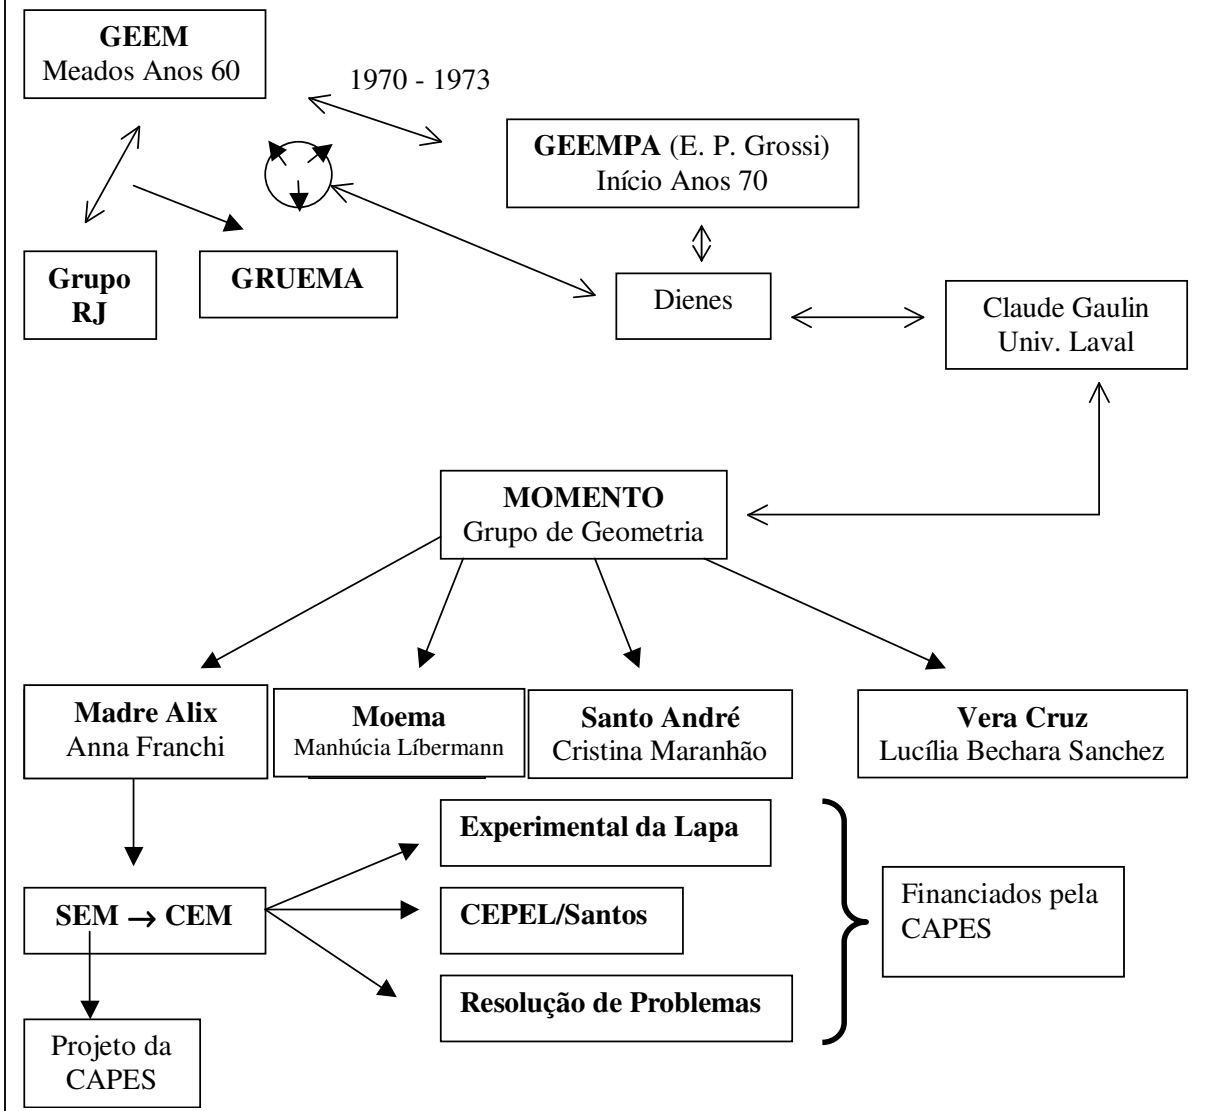 GEEM
Meados Anos 60
1970 - 1973
GEEMPA (E. P. Grossi)
Início Anos 70
Grupo
RJ
GRUEMA
Dienes
Claude Gaulin
Univ. Laval
MOMENTO
Grupo de Geometria
Madre Alix
Anna Franchi
Moema
Manhúcia Líbermann
Santo André
Cristina Maranhão
Vera Cruz
Lucília Bechara Sanchez
Experimental da Lapa
SEM → CEM
CEPEL/Santos
Financiados pela
CAPES
Resolução de Problemas
Projeto da
CAPES